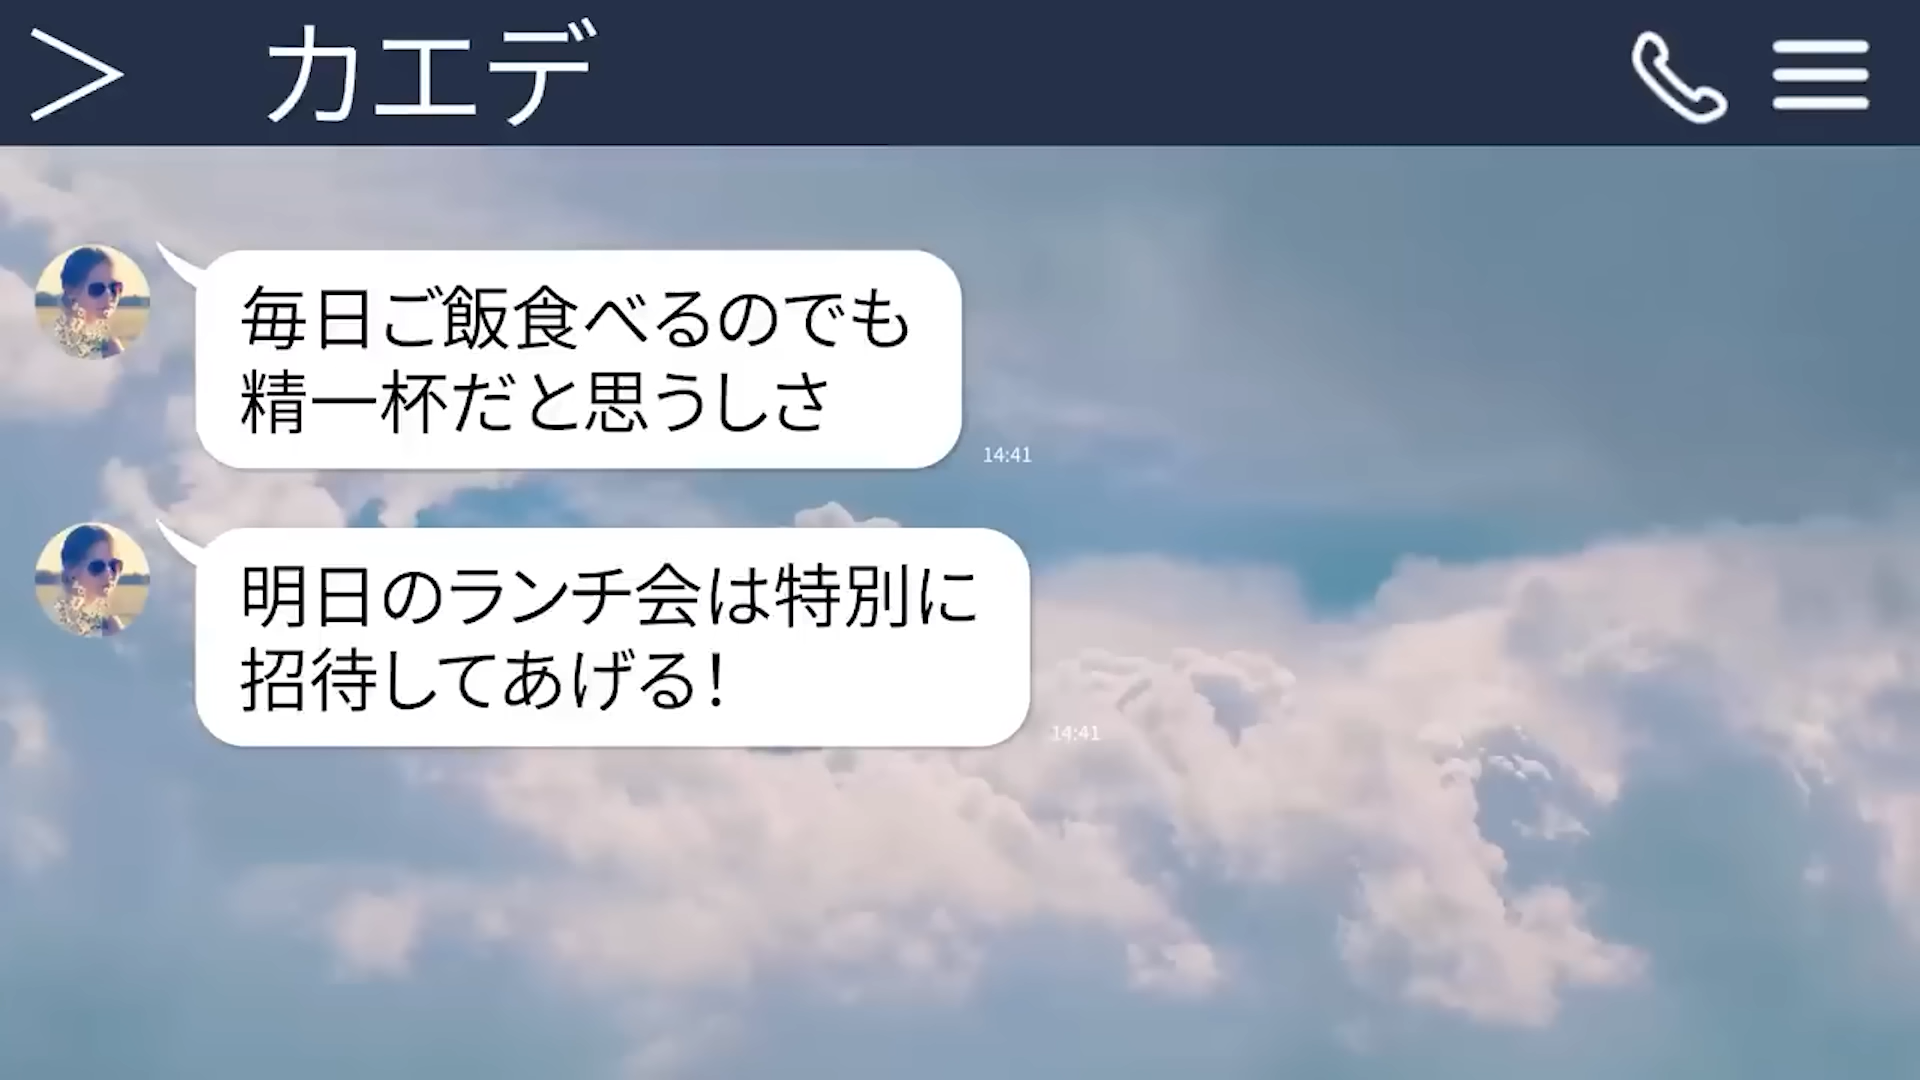 ＞ カエデ
毎日ご飯食べるのでも
精一杯だと思うしさ
14:41
明日のランチ会は特別に
招待してあげる！
14:41